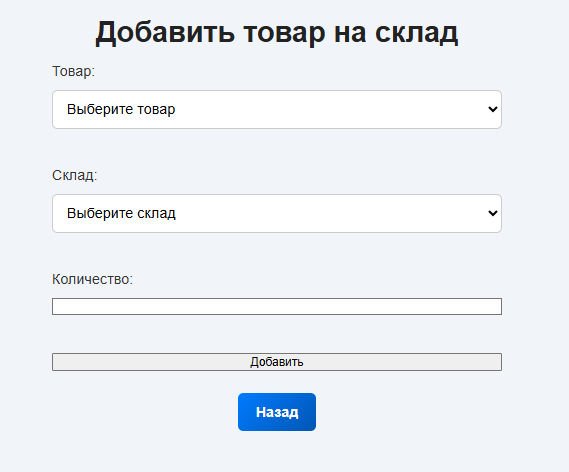 Добавить товар на склад
Товар:
Выберите товар
Склад:
Выберите склад
Количество:
Добавить
Назад